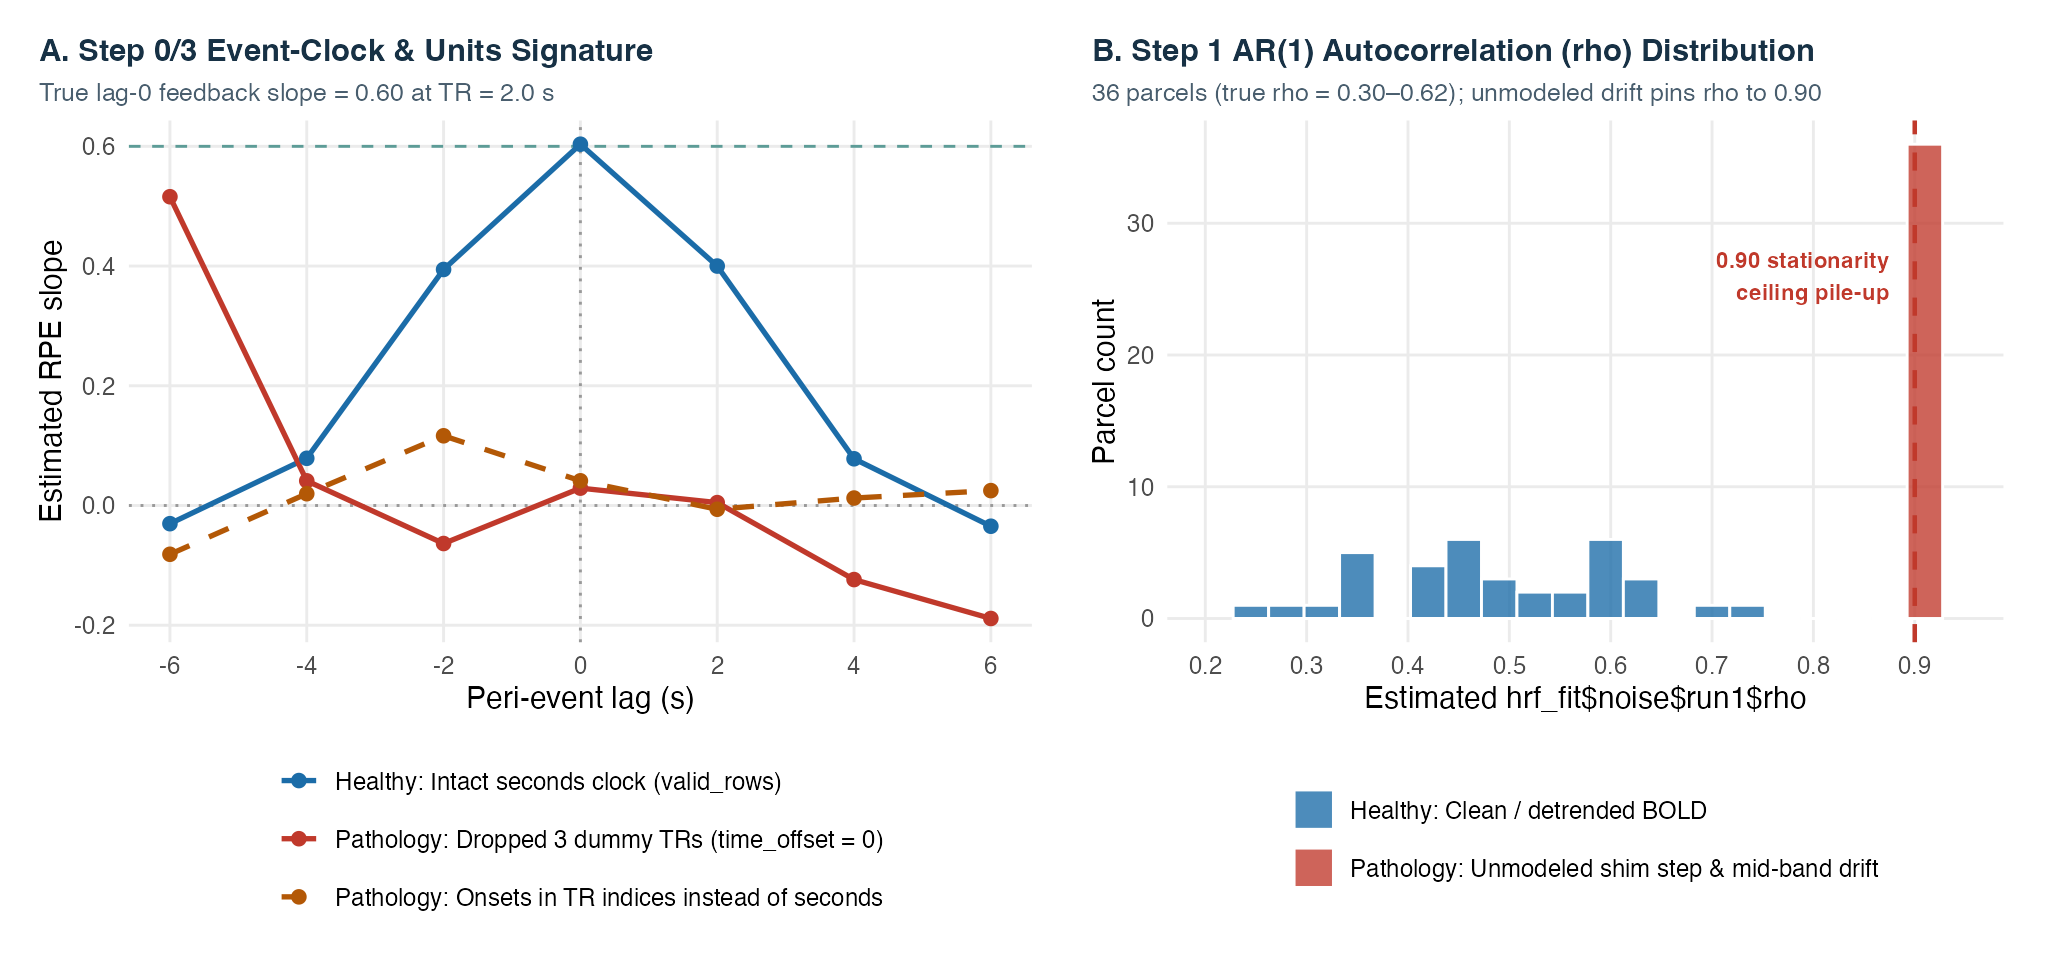 A. Step 0/3 Event-Clock & Units Signature
True lag-0 feedback slope = 0.60 at TR = 2.0 s
Estimated RPE slope
0.6
0.4
0.2
0.0
-0.2
-6
-4
-2
0
2
4
6
Peri-event lag (s)
Healthy: Intact seconds clock (valid_rows)
Pathology: Dropped 3 dummy TRs (time_offset = 0)
Pathology: Onsets in TR indices instead of seconds
B. Step 1 AR(1) Autocorrelation (rho) Distribution
36 parcels (true rho = 0.30–0.62); unmodeled drift pins rho to 0.90
Parcel count
30
20
10
0
0.90 stationarity
ceiling pile-up
0.2
0.3
0.4
0.5
0.6
0.7
0.8
0.9
Estimated hrf_fit$noise$run1$rho
Healthy: Clean / detrended BOLD
Pathology: Unmodeled shim step & mid-band drift